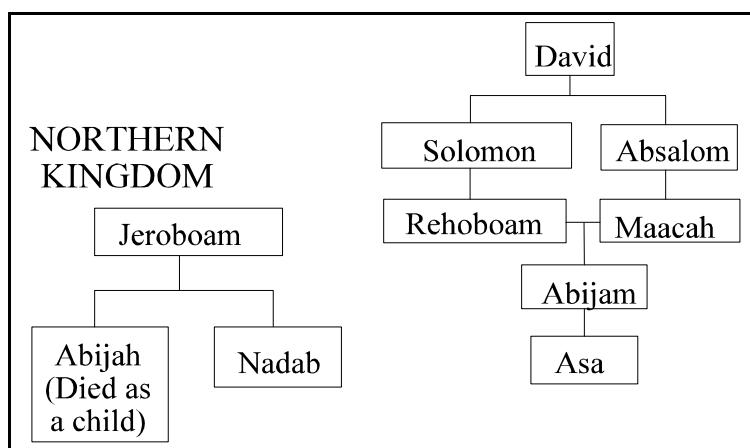 David
Solomon
Absalom
NORTHERN
KINGDOM
Rehoboam
Maacah
Jeroboam
Abijam
Abijah
(Died as
a child)
Nadab
Asa